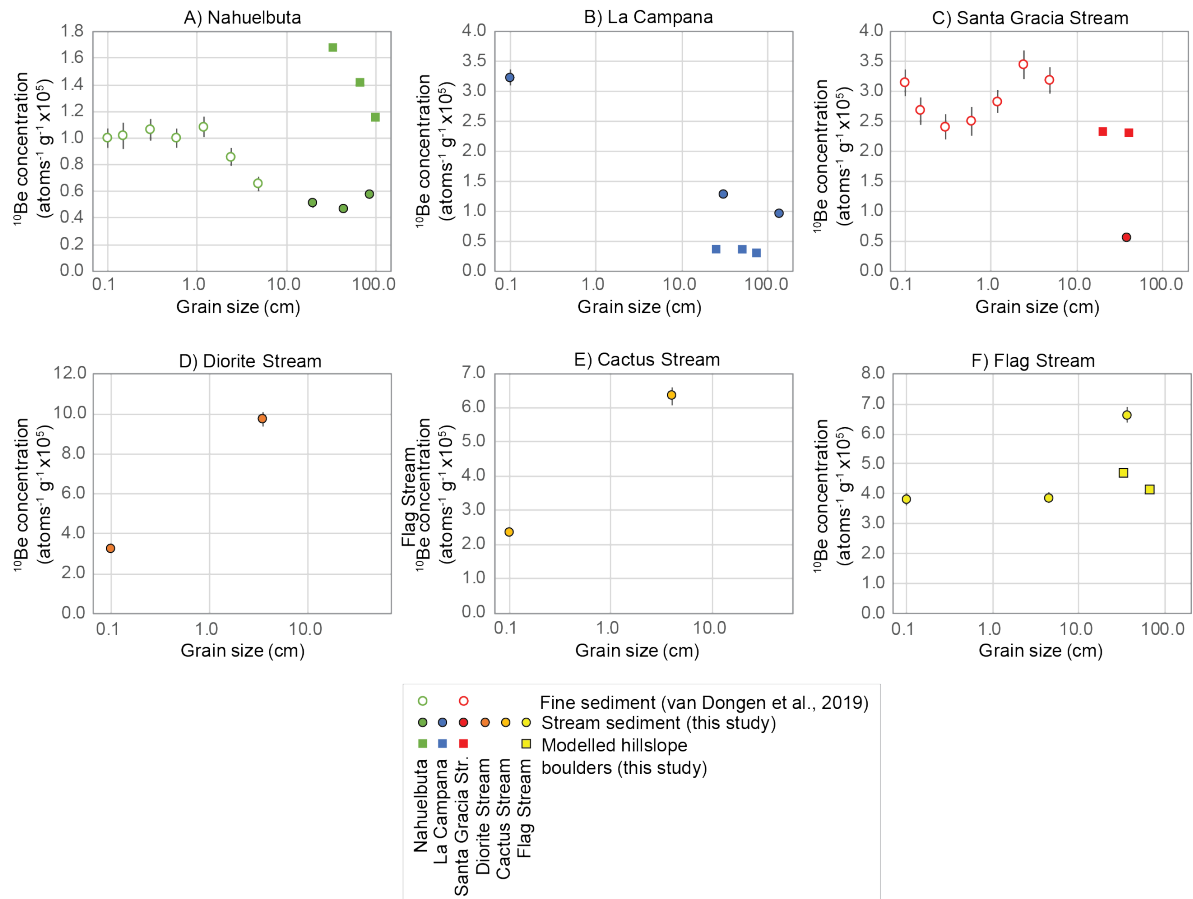 A) Nahuelbuta
¹⁰Be concentration
(atoms⁻¹ g⁻¹ x10⁵)
1.8
1.6
1.4
1.2
1.0
0.8
0.6
0.4
0.2
0.0
0.1
1.0
10.0
100.0
Grain size (cm)
B) La Campana
¹⁰Be concentration
(atoms⁻¹ g⁻¹ x10⁵)
4.0
3.5
3.0
2.5
2.0
1.5
1.0
0.5
0.0
0.1
1.0
10.0
100.0
Grain size (cm)
C) Santa Gracia Stream
¹⁰Be concentration
(atoms⁻¹ g⁻¹ x10⁵)
4.0
3.5
3.0
2.5
2.0
1.5
1.0
0.5
0.0
0.1
1.0
10.0
100.0
Grain size (cm)
D) Diorite Stream
¹⁰Be concentration
(atoms⁻¹ g⁻¹ x10⁵)
12.0
10.0
8.0
6.0
4.0
2.0
0.0
0.1
1.0
10.0
Grain size (cm)
E) Cactus Stream
Flag Stream
¹⁰Be concentration
(atoms⁻¹ g⁻¹ x10⁵)
7.0
6.0
5.0
4.0
3.0
2.0
1.0
0.0
0.1
1.0
10.0
Grain size (cm)
F) Flag Stream
¹⁰Be concentration
(atoms⁻¹ g⁻¹ x10⁵)
8.0
7.0
6.0
5.0
4.0
3.0
2.0
1.0
0.0
0.1
1.0
10.0
100.0
Grain size (cm)
Fine sediment (van Dongen et al., 2019)
Stream sediment (this study)
Modelled hillslope
boulders (this study)
Nahuelbuta
La Campana
Santa Gracia Str.
Diorite Stream
Cactus Stream
Flag Stream